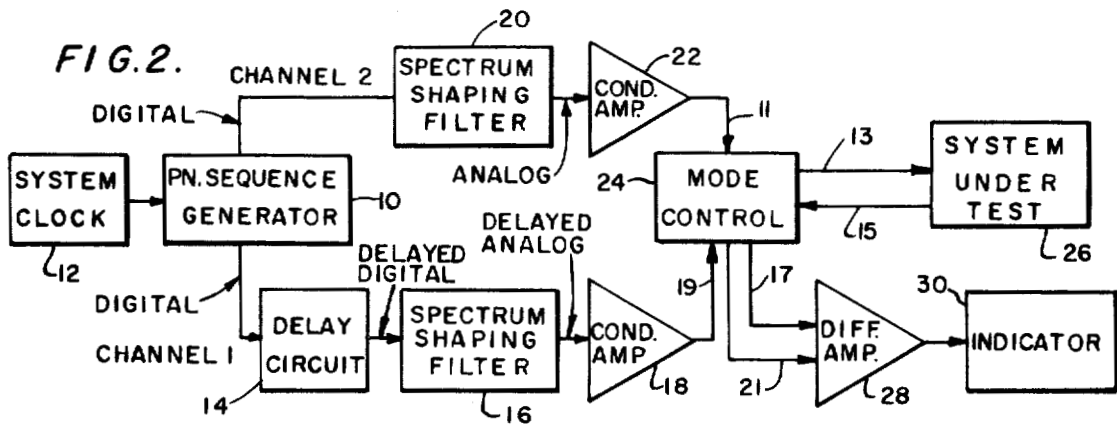 FIG.2.
20
CHANNEL 2
SPECTRUM
SHAPING
FILTER
22
COND.
AMP.
DIGITAL
ANALOG
11
SYSTEM
CLOCK
12
PN. SEQUENCE
GENERATOR
10
24
MODE
CONTROL
13
15
SYSTEM
UNDER
TEST
26
DIGITAL
CHANNEL 1
DELAY
CIRCUIT
14
DELAYED
DIGITAL
SPECTRUM
SHAPING
FILTER
16
DELAYED
ANALOG
COND.
AMP
18
19
17
21
DIFF.
AMP.
28
30
INDICATOR